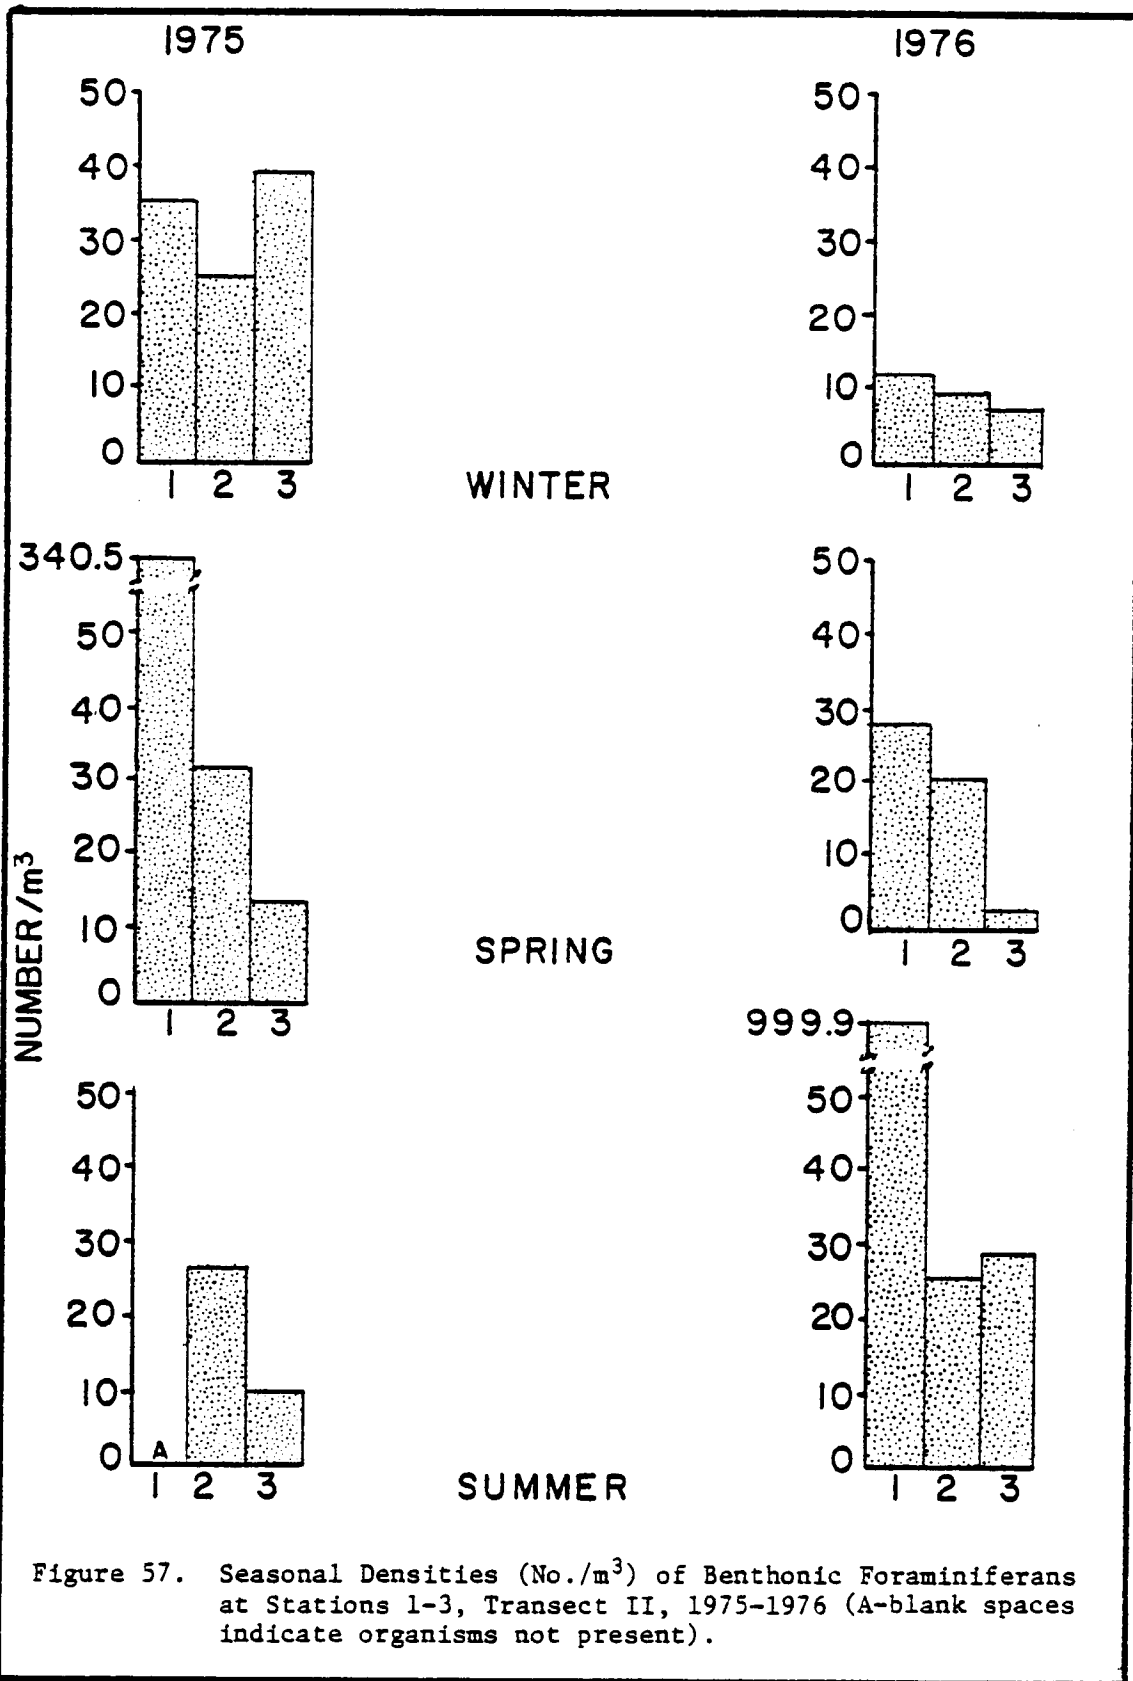 1975 1976
50 50
40 40
30 30
20 20
10 10
0 0
1 2 3 WINTER 1 2 3
340.5 50
50 40
40 30
30 20
20 10
10 0
0 SPRING 1 2 3
1 2 3
NUMBER/m³
50 999.9
40 50
30 40
20 30
10 20
0 10
A 0
1 2 3 SUMMER 1 2 3
Figure 57. Seasonal Densities (No./m³) of Benthonic Foraminiferans
at Stations 1-3, Transect II, 1975-1976 (A-blank spaces
indicate organisms not present).